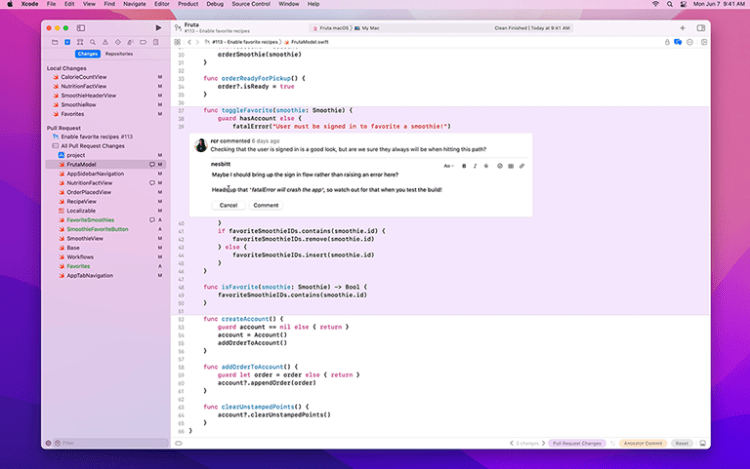 Xcode File Edit View Find Navigate Editor Product Debug Source Control Window Help Mon Jun 7 9:41 AM
Fruta
#113 - Enable favorite recipes
Fruta macOS 〉 My Mac
Clean Finished | Today at 9:41 AM
#113 - Enable favorite recipes 〉 FrutaModel.swift
Changes Repositories
Local Changes
CalorieCountView M
NutritionFactView M
SmoothieHeaderView M
SmoothieRow M
Favorites M
Pull Request
Enable favorite recipes #113
All Pull Request Changes
project M
FrutaModel M
AppSidebarNavigation M
NutritionFactView M
OrderPlacedView M
RecipeView M
Localizable M
FavoriteSmoothies A
SmoothieFavoriteButton A
SmoothieView M
Base M
Workflows M
Favorites A
AppTabNavigation M
Filter
31 orderSmoothie(smoothie)
32 }
33
34 func orderReadyForPickup() {
35 order?.isReady = true
36 }
37 func toggleFavorite(smoothie: Smoothie) {
38 guard hasAccount else {
39 fatalError("User must be signed in to favorite a smoothie!")
rcr commented 6 days ago
Checking that the user is signed in is a good look, but are we sure they always will be when hitting this path?
nesbitt
Aa B I S
Maybe I should bring up the sign in flow rather than raising an error here?
Heads up that 'fatalError will crash the app', so watch out for that when you test the build!
Cancel Comment
40 }
41 if favoriteSmoothieIDs.contains(smoothie.id) {
42 favoriteSmoothieIDs.remove(smoothie.id)
43 } else {
44 favoriteSmoothieIDs.insert(smoothie.id)
45 }
46 }
47
48 func isFavorite(smoothie: Smoothie) -> Bool {
49 favoriteSmoothieIDs.contains(smoothie.id)
50 }
51
52 func createAccount() {
53 guard account == nil else { return }
54 account = Account()
55 addOrderToAccount()
56 }
57
58 func addOrderToAccount() {
59 guard let order = order else { return }
60 account?.appendOrder(order)
61 }
62
63 func clearUnstampedPoints() {
64 account?.clearUnstampedPoints()
65 }
66 }
3 changes Pull Request Changes Ancestor Commit Reset